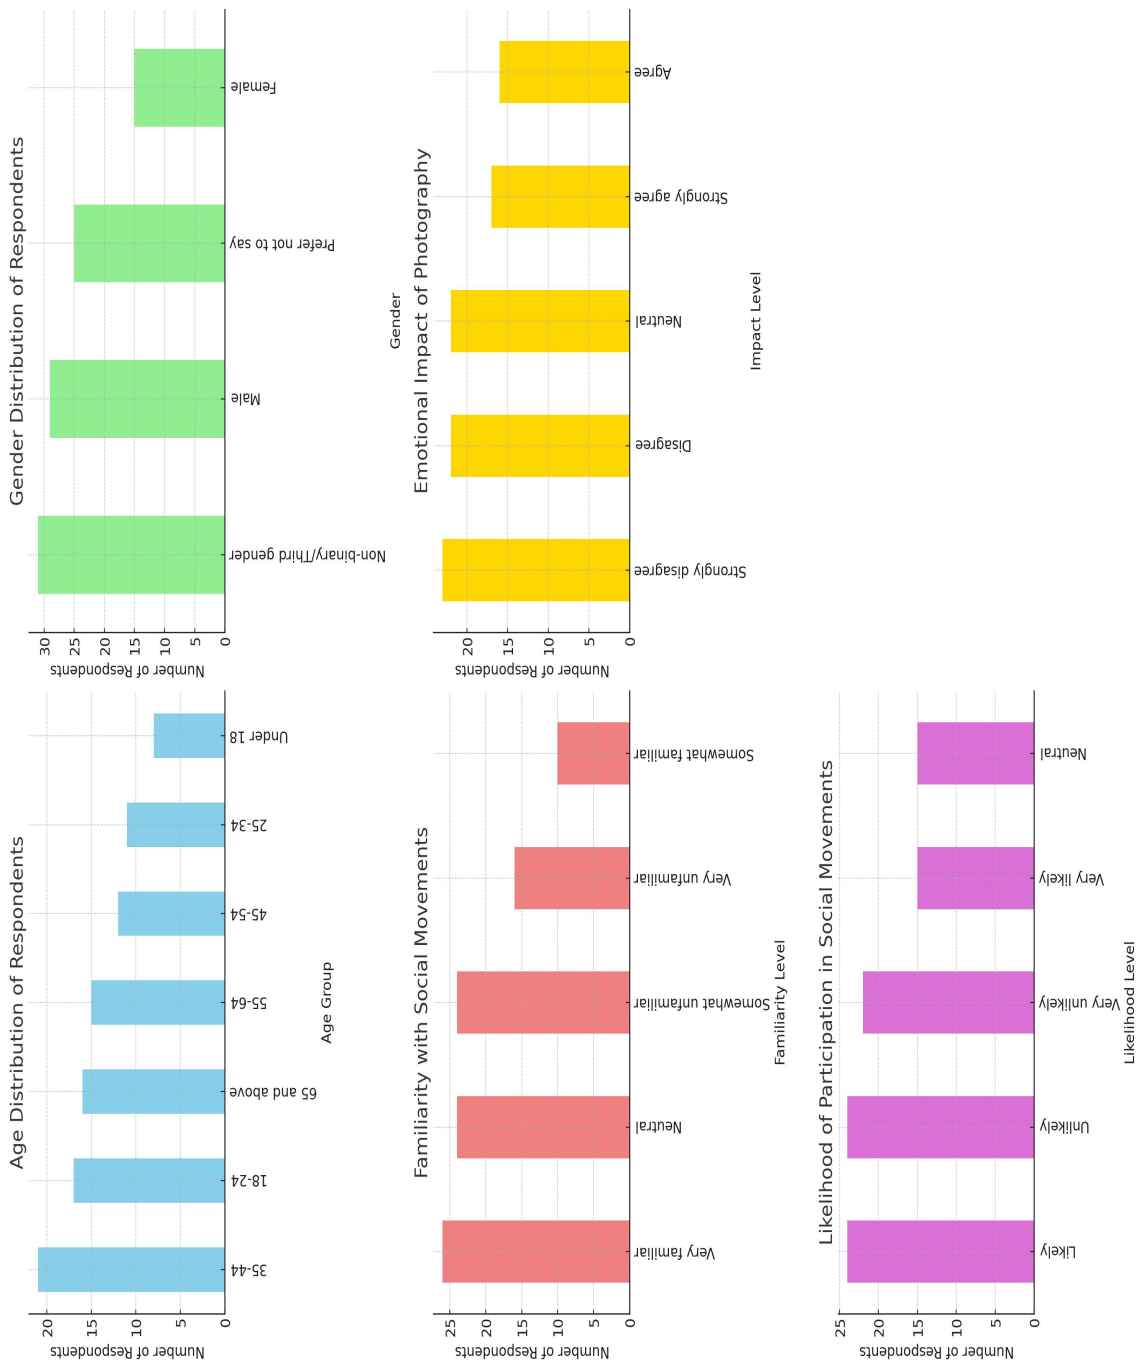 Age Distribution of Respondents
Number of Respondents
20
15
10
5
0
35-44
18-24
65 and above
55-64
45-54
25-34
Under 18
Age Group
Gender Distribution of Respondents
Number of Respondents
30
25
20
15
10
5
0
Non-binary/Third gender
Male
Prefer not to say
Female
Gender
Familiarity with Social Movements
Number of Respondents
25
20
15
10
5
0
Very familiar
Neutral
Somewhat unfamiliar
Very unfamiliar
Somewhat familiar
Familiarity Level
Emotional Impact of Photography
Number of Respondents
20
15
10
5
0
Strongly disagree
Disagree
Neutral
Strongly agree
Agree
Impact Level
Likelihood of Participation in Social Movements
Number of Respondents
25
20
15
10
5
0
Likely
Unlikely
Very unlikely
Very likely
Neutral
Likelihood Level